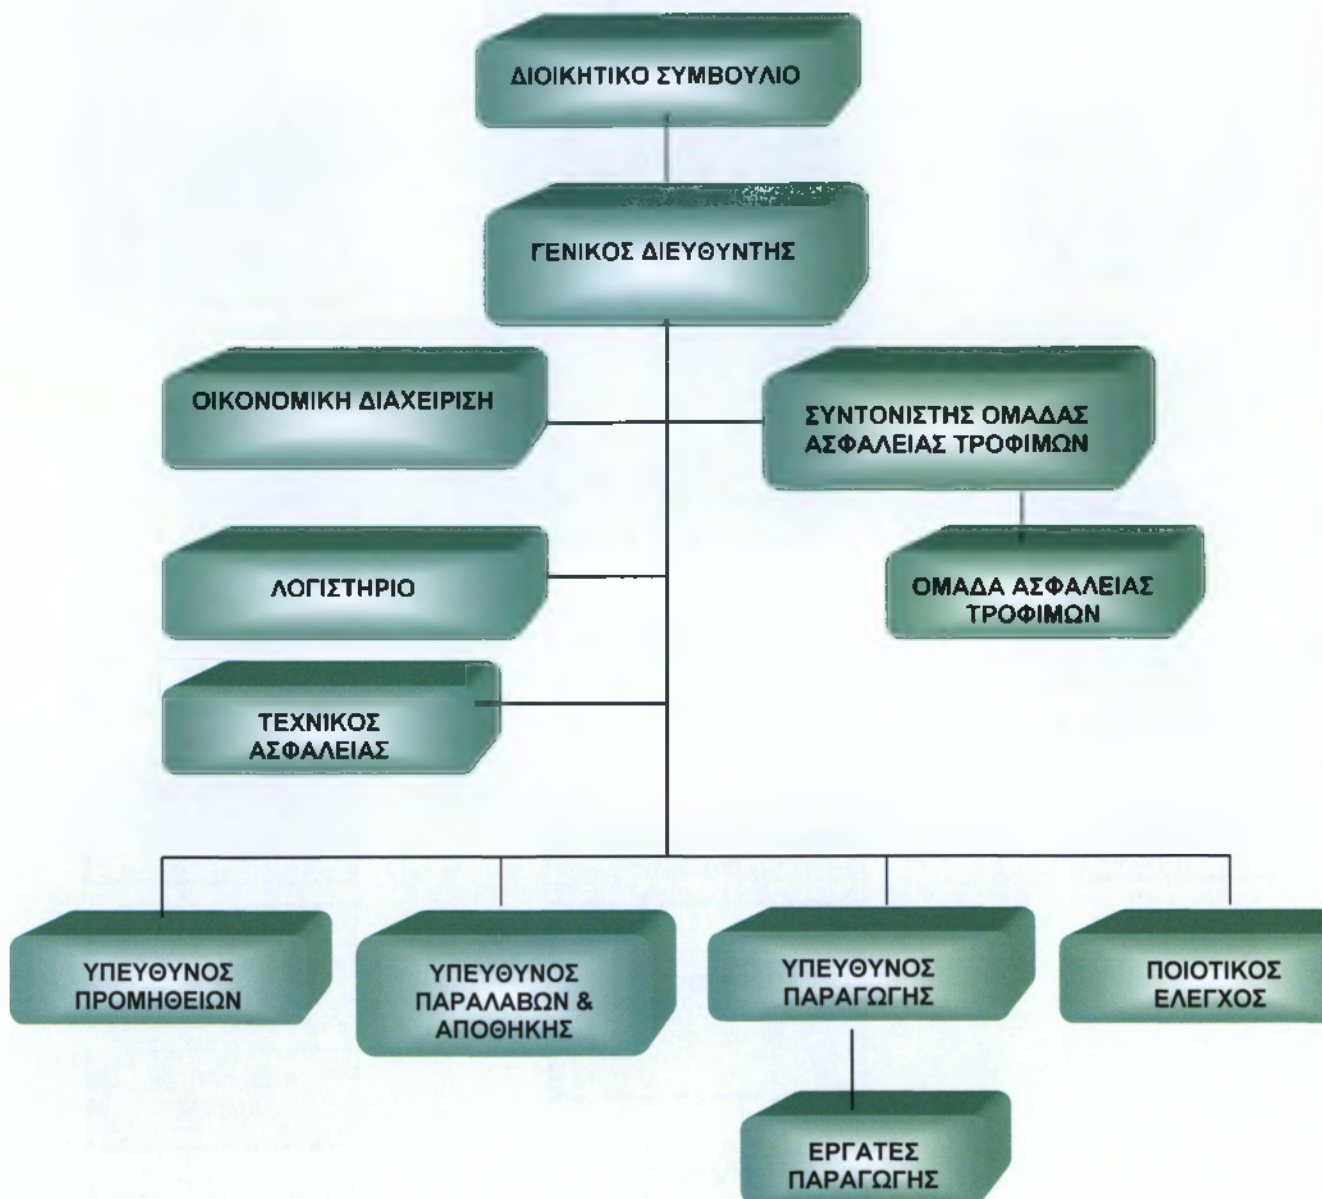 ΔΙΟΙΚΗΤΙΚΟ ΣΥΜΒΟΥΛΙΟ
ΓΕΝΙΚΟΣ ΔΙΕΥΘΥΝΤΗΣ
ΟΙΚΟΝΟΜΙΚΗ ΔΙΑΧΕΙΡΙΣΗ
ΣΥΝΤΟΝΙΣΤΗΣ ΟΜΑΔΑΣ
ΑΣΦΑΛΕΙΑΣ ΤΡΟΦΙΜΩΝ
ΛΟΓΙΣΤΗΡΙΟ
ΟΜΑΔΑ ΑΣΦΑΛΕΙΑΣ
ΤΡΟΦΙΜΩΝ
ΤΕΧΝΙΚΟΣ
ΑΣΦΑΛΕΙΑΣ
ΥΠΕΥΘΥΝΟΣ
ΠΡΟΜΗΘΕΙΩΝ
ΥΠΕΥΘΥΝΟΣ
ΠΑΡΑΛΑΒΩΝ &
ΑΠΟΘΗΚΗΣ
ΥΠΕΥΘΥΝΟΣ
ΠΑΡΑΓΩΓΗΣ
ΠΟΙΟΤΙΚΟΣ
ΕΛΕΓΧΟΣ
ΕΡΓΑΤΕΣ
ΠΑΡΑΓΩΓΗΣ